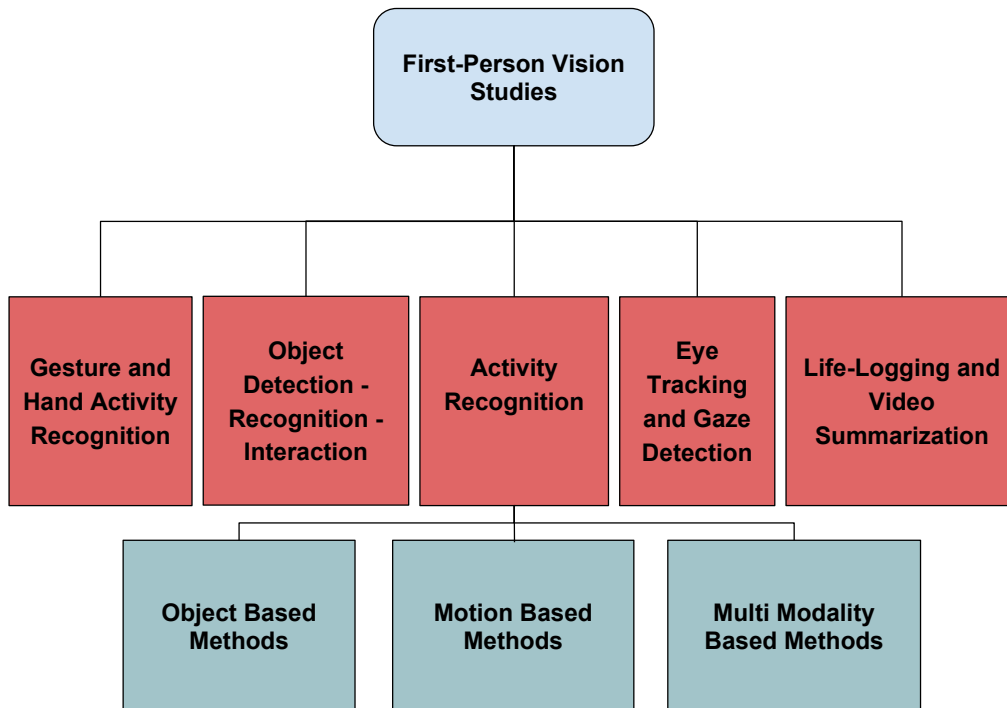 First-Person Vision
Studies
Gesture and
Hand Activity
Recognition
Object
Detection -
Recognition -
Interaction
Activity
Recognition
Eye
Tracking
and Gaze
Detection
Life-Logging and
Video
Summarization
Object Based
Methods
Motion Based
Methods
Multi Modality
Based Methods